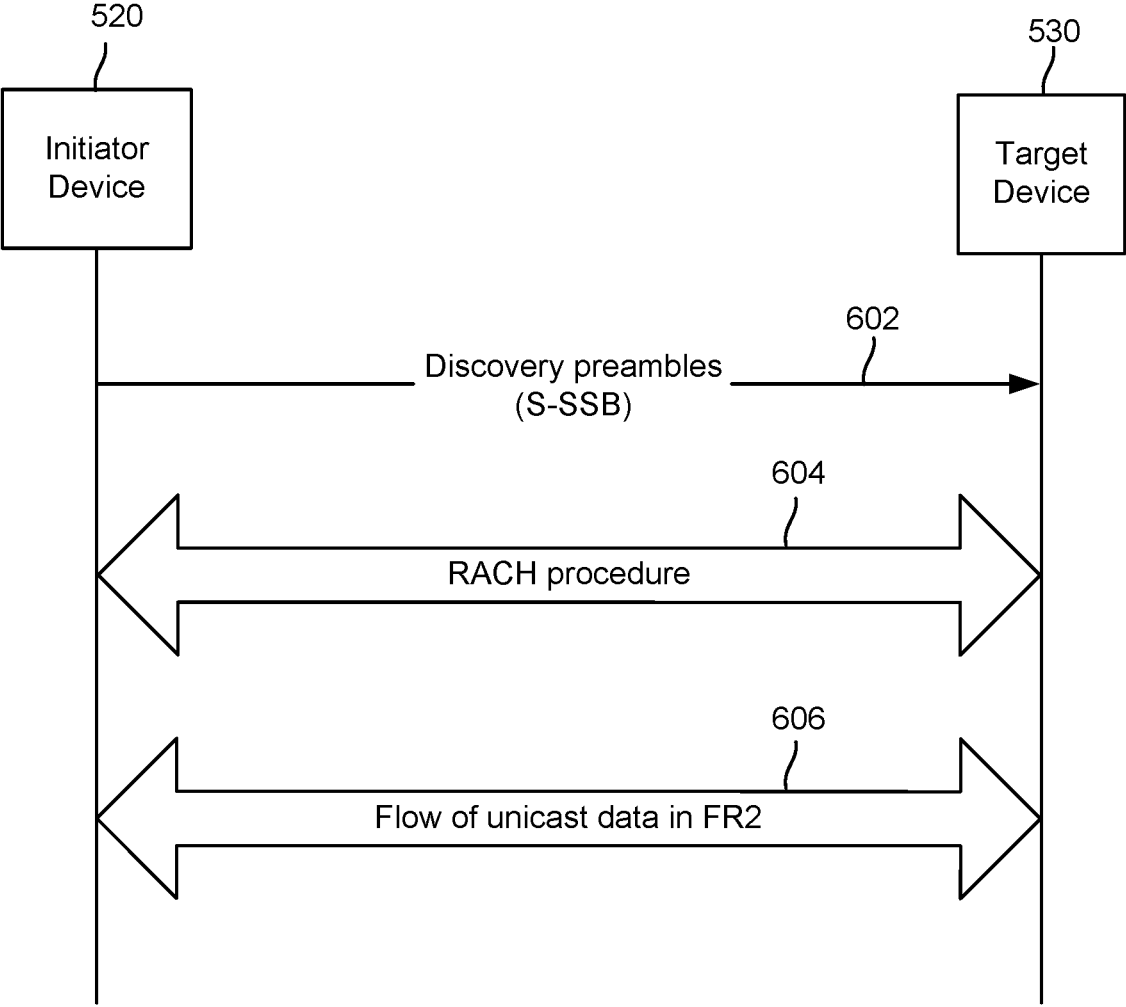 520
530
Initiator
Device
Target
Device
602
Discovery preambles
(S-SSB)
604
RACH procedure
606
Flow of unicast data in FR2